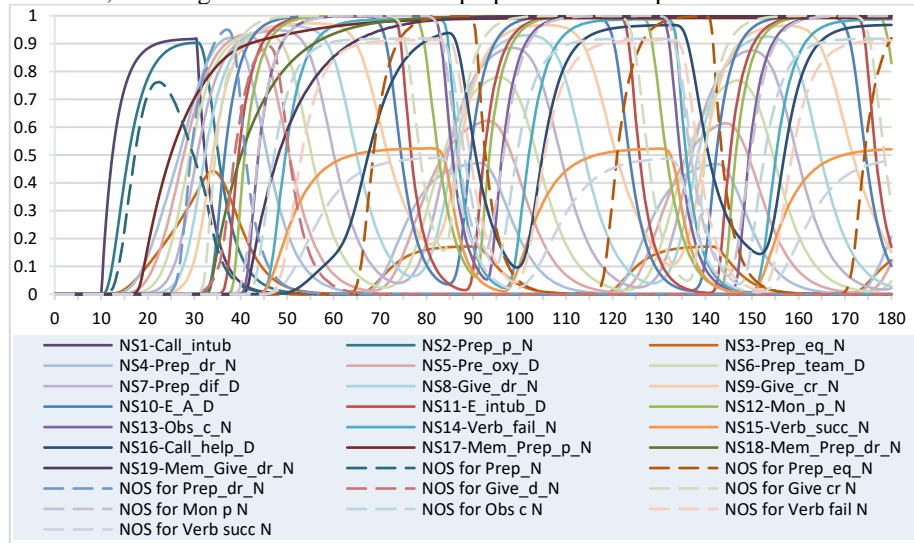 1
0.9
0.8
0.7
0.6
0.5
0.4
0.3
0.2
0.1
0
0 10 20 30 40 50 60 70 80 90 100 110 120 130 140 150 160 170 180
NS1-Call_intub NS2-Prep_p_N NS3-Prep_eq_N
NS4-Prep_dr_N NS5-Pre_oxy_D NS6-Prep_team_D
NS7-Prep_dif_D NS8-Give_dr_N NS9-Give_cr_N
NS10-E_A_D NS11-E_intub_D NS12-Mon_p_N
NS13-Obs_c_N NS14-Verb_fail_N NS15-Verb_succ_N
NS16-Call_help_D NS17-Mem_Prep_p_N NS18-Mem_Prep_dr_N
NS19-Mem_Give_dr_N NOS for Prep_N NOS for Prep_eq_N
NOS for Prep_dr_N NOS for Give_d_N NOS for Give cr N
NOS for Mon p N NOS for Obs c N NOS for Verb fail N
NOS for Verb succ N